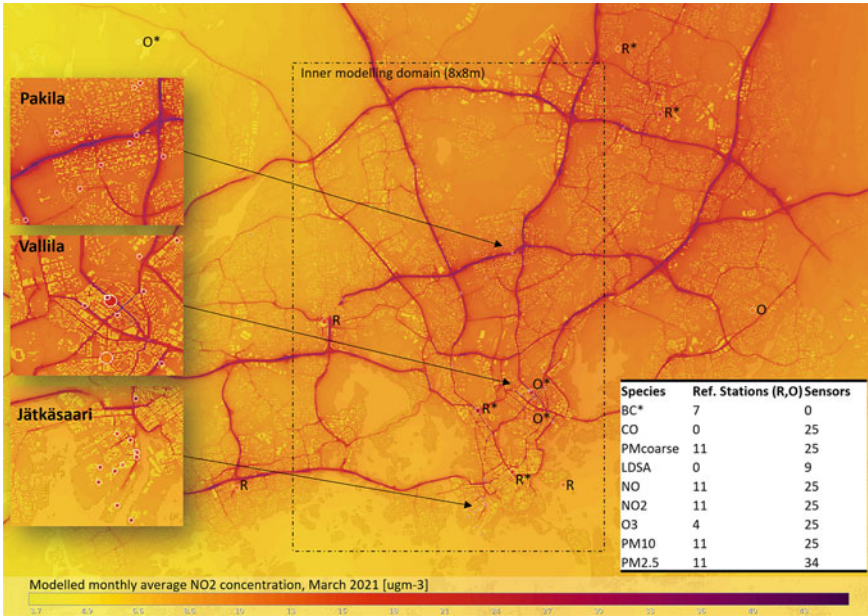 O*
R*
Inner modelling domain (8x8m)
Pakila
R*
Vallila
O
R
O*
Jätkäsaari
R*
O*
R*
R
R
Species Ref. Stations (R,O) Sensors
BC* 7 0
CO 0 25
PMcoarse 11 25
LDSA 0 9
NO 11 25
NO2 11 25
O3 4 25
PM10 11 25
PM2.5 11 34
Modelled monthly average NO2 concentration, March 2021 [ugm-3]